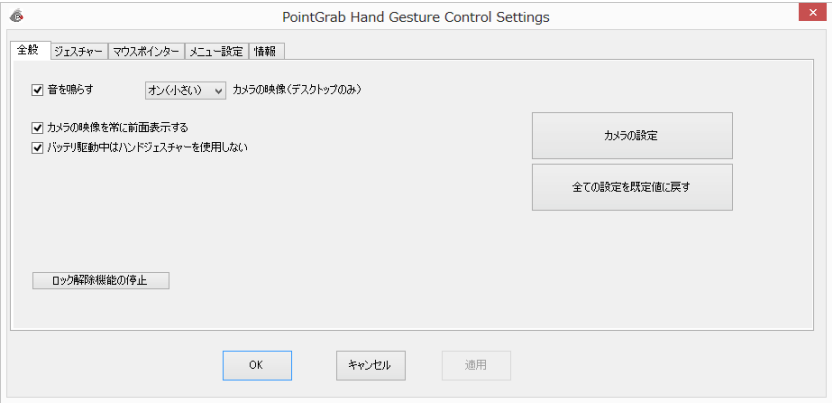 PointGrab Hand Gesture Control Settings
全般 ジェスチャー マウスポインター メニュー設定 情報
音を鳴らす オン(小さい) カメラの映像(デスクトップのみ)
カメラの映像を常に前面表示する
バッテリ駆動中はハンドジェスチャーを使用しない
カメラの設定
全ての設定を既定値に戻す
ロック解除機能の停止
OK キャンセル 適用